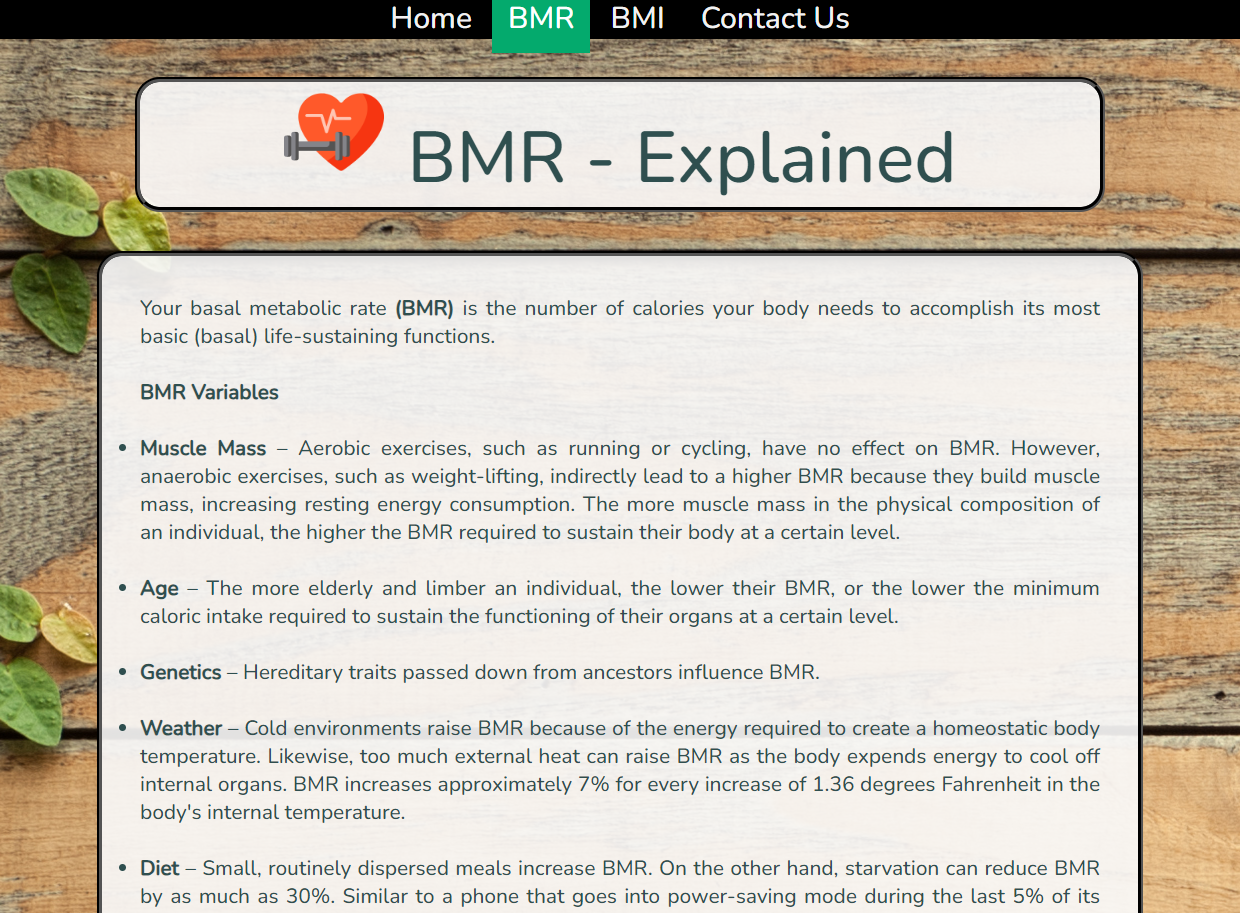 Home BMR BMI Contact Us
BMR - Explained
Your basal metabolic rate (BMR) is the number of calories your body needs to accomplish its most
basic (basal) life-sustaining functions.
BMR Variables
• Muscle Mass – Aerobic exercises, such as running or cycling, have no effect on BMR. However,
anaerobic exercises, such as weight-lifting, indirectly lead to a higher BMR because they build muscle
mass, increasing resting energy consumption. The more muscle mass in the physical composition of
an individual, the higher the BMR required to sustain their body at a certain level.
• Age – The more elderly and limber an individual, the lower their BMR, or the lower the minimum
caloric intake required to sustain the functioning of their organs at a certain level.
• Genetics – Hereditary traits passed down from ancestors influence BMR.
• Weather – Cold environments raise BMR because of the energy required to create a homeostatic body
temperature. Likewise, too much external heat can raise BMR as the body expends energy to cool off
internal organs. BMR increases approximately 7% for every increase of 1.36 degrees Fahrenheit in the
body's internal temperature.
• Diet – Small, routinely dispersed meals increase BMR. On the other hand, starvation can reduce BMR
by as much as 30%. Similar to a phone that goes into power-saving mode during the last 5% of its